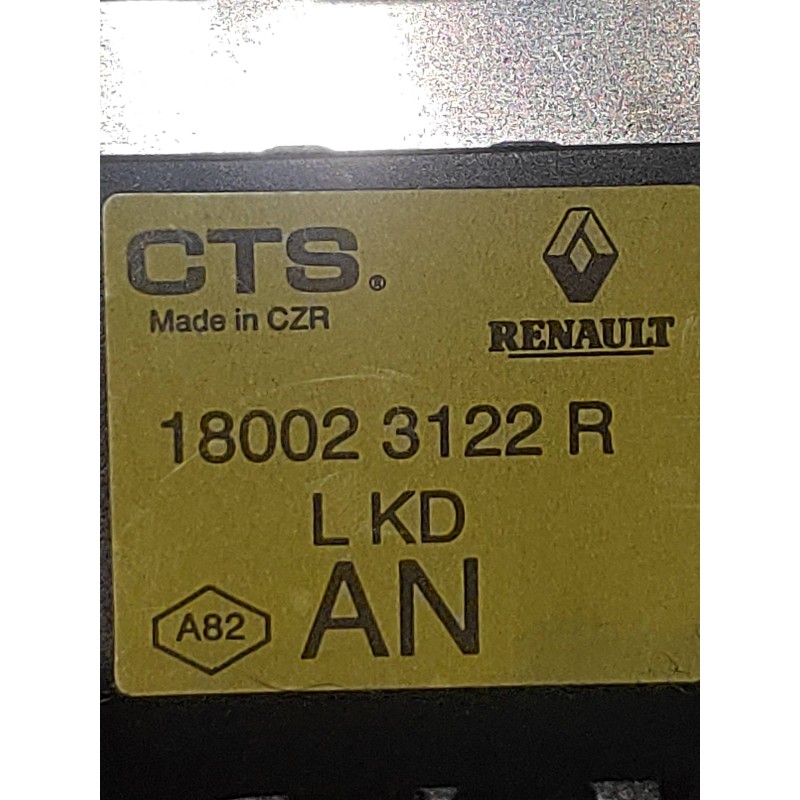 CTS®
Made in CZR
RENAULT
18002 3122 R
L KD
AN
A82